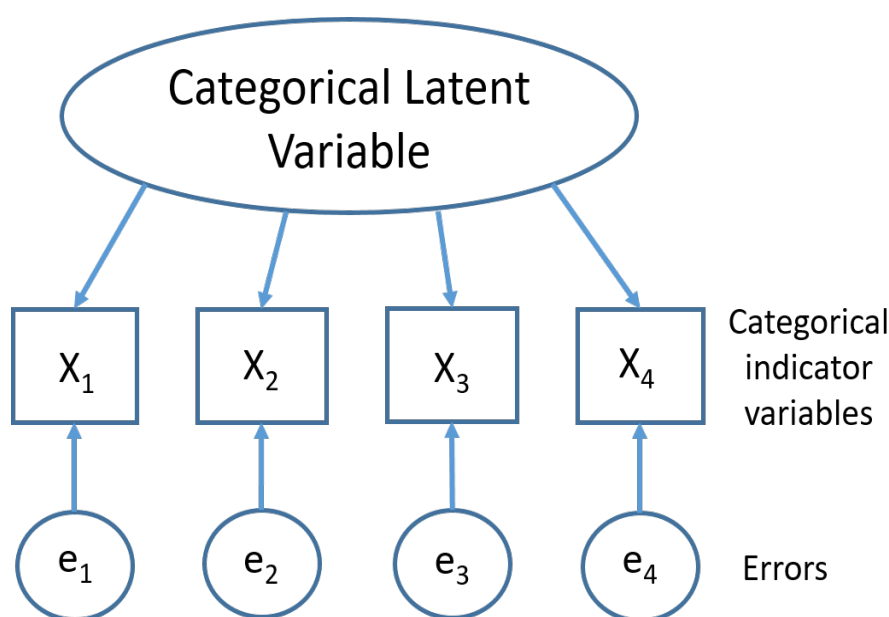 Categorical Latent
Variable
X₁ X₂ X₃ X₄
Categorical
indicator
variables
e₁ e₂ e₃ e₄
Errors